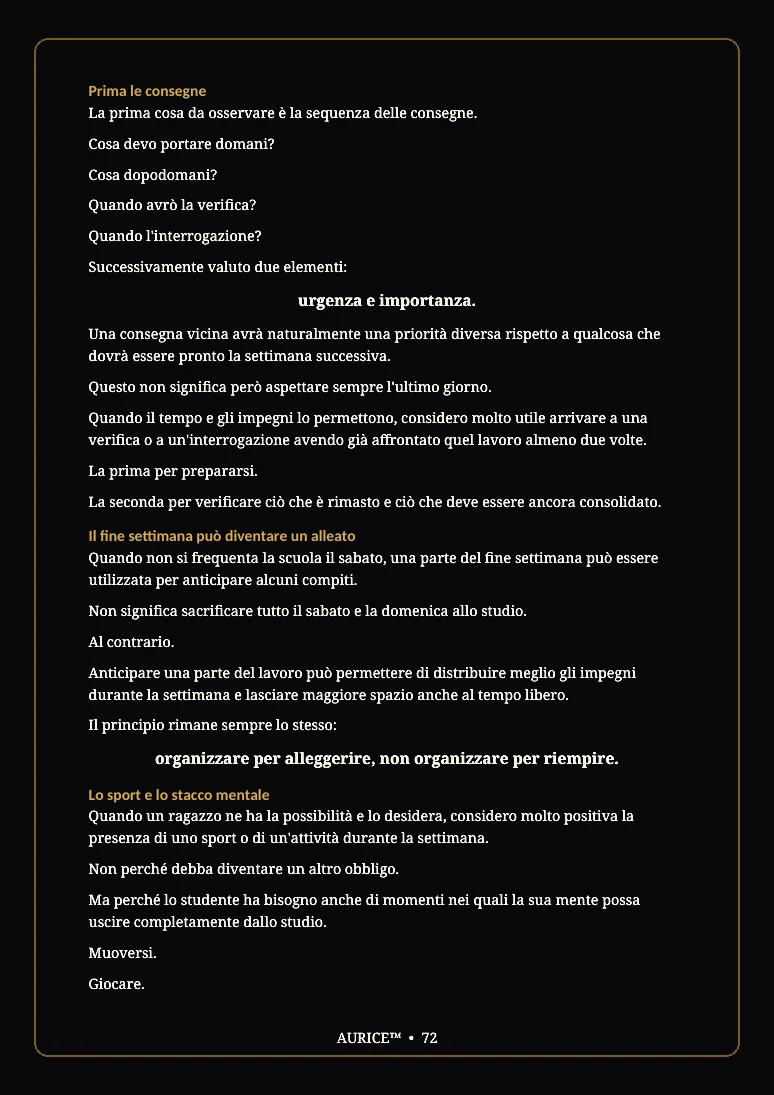 Prima le consegne
La prima cosa da osservare è la sequenza delle consegne.
Cosa devo portare domani?
Cosa dopodomani?
Quando avrò la verifica?
Quando l'interrogazione?
Successivamente valuto due elementi:
urgenza e importanza.
Una consegna vicina avrà naturalmente una priorità diversa rispetto a qualcosa che
dovrà essere pronto la settimana successiva.
Questo non significa però aspettare sempre l'ultimo giorno.
Quando il tempo e gli impegni lo permettono, considero molto utile arrivare a una
verifica o a un'interrogazione avendo già affrontato quel lavoro almeno due volte.
La prima per prepararsi.
La seconda per verificare ciò che è rimasto e ciò che deve essere ancora consolidato.
Il fine settimana può diventare un alleato
Quando non si frequenta la scuola il sabato, una parte del fine settimana può essere
utilizzata per anticipare alcuni compiti.
Non significa sacrificare tutto il sabato e la domenica allo studio.
Al contrario.
Anticipare una parte del lavoro può permettere di distribuire meglio gli impegni
durante la settimana e lasciare maggiore spazio anche al tempo libero.
Il principio rimane sempre lo stesso:
organizzare per alleggerire, non organizzare per riempire.
Lo sport e lo stacco mentale
Quando un ragazzo ne ha la possibilità e lo desidera, considero molto positiva la
presenza di uno sport o di un'attività durante la settimana.
Non perché debba diventare un altro obbligo.
Ma perché lo studente ha bisogno anche di momenti nei quali la sua mente possa
uscire completamente dallo studio.
Muoversi.
Giocare.
AURICE™ • 72